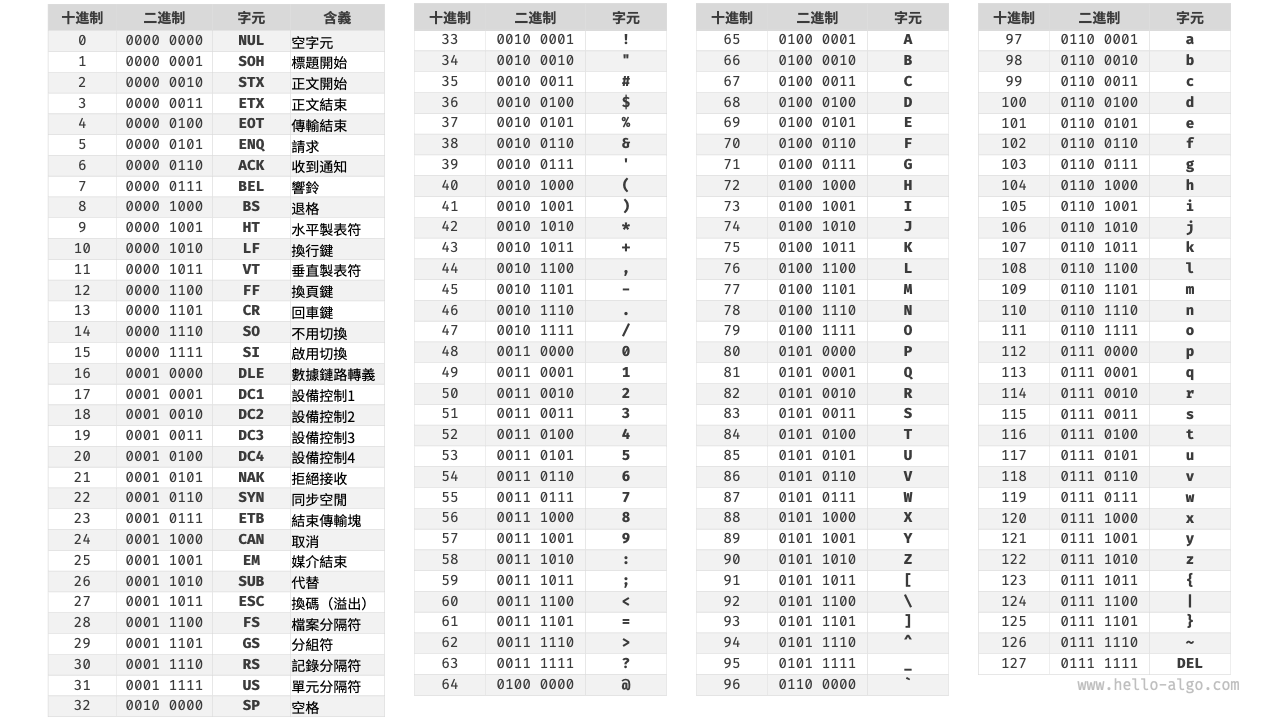 十進制 二進制 字元 含義
0 0000 0000 NUL 空字元
1 0000 0001 SOH 標題開始
2 0000 0010 STX 正文開始
3 0000 0011 ETX 正文結束
4 0000 0100 EOT 傳輸結束
5 0000 0101 ENQ 請求
6 0000 0110 ACK 收到通知
7 0000 0111 BEL 響鈴
8 0000 1000 BS 退格
9 0000 1001 HT 水平製表符
10 0000 1010 LF 換行鍵
11 0000 1011 VT 垂直製表符
12 0000 1100 FF 換頁鍵
13 0000 1101 CR 回車鍵
14 0000 1110 SO 不用切換
15 0000 1111 SI 啟用切換
16 0001 0000 DLE 數據鏈路轉義
17 0001 0001 DC1 設備控制1
18 0001 0010 DC2 設備控制2
19 0001 0011 DC3 設備控制3
20 0001 0100 DC4 設備控制4
21 0001 0101 NAK 拒絕接收
22 0001 0110 SYN 同步空閒
23 0001 0111 ETB 結束傳輸塊
24 0001 1000 CAN 取消
25 0001 1001 EM 媒介結束
26 0001 1010 SUB 代替
27 0001 1011 ESC 換碼（溢出）
28 0001 1100 FS 檔案分隔符
29 0001 1101 GS 分組符
30 0001 1110 RS 記錄分隔符
31 0001 1111 US 單元分隔符
32 0010 0000 SP 空格
十進制 二進制 字元
33 0010 0001 !
34 0010 0010 "
35 0010 0011 #
36 0010 0100 $
37 0010 0101 %
38 0010 0110 &
39 0010 0111 '
40 0010 1000 (
41 0010 1001 )
42 0010 1010 *
43 0010 1011 +
44 0010 1100 ,
45 0010 1101 -
46 0010 1110 .
47 0010 1111 /
48 0011 0000 0
49 0011 0001 1
50 0011 0010 2
51 0011 0011 3
52 0011 0100 4
53 0011 0101 5
54 0011 0110 6
55 0011 0111 7
56 0011 1000 8
57 0011 1001 9
58 0011 1010 :
59 0011 1011 ;
60 0011 1100 <
61 0011 1101 =
62 0011 1110 >
63 0011 1111 ?
64 0100 0000 @
十進制 二進制 字元
65 0100 0001 A
66 0100 0010 B
67 0100 0011 C
68 0100 0100 D
69 0100 0101 E
70 0100 0110 F
71 0100 0111 G
72 0100 1000 H
73 0100 1001 I
74 0100 1010 J
75 0100 1011 K
76 0100 1100 L
77 0100 1101 M
78 0100 1110 N
79 0100 1111 O
80 0101 0000 P
81 0101 0001 Q
82 0101 0010 R
83 0101 0011 S
84 0101 0100 T
85 0101 0101 U
86 0101 0110 V
87 0101 0111 W
88 0101 1000 X
89 0101 1001 Y
90 0101 1010 Z
91 0101 1011 [
92 0101 1100 \
93 0101 1101 ]
94 0101 1110 ^
95 0101 1111 _
96 0110 0000 `
十進制 二進制 字元
97 0110 0001 a
98 0110 0010 b
99 0110 0011 c
100 0110 0100 d
101 0110 0101 e
102 0110 0110 f
103 0110 0111 g
104 0110 1000 h
105 0110 1001 i
106 0110 1010 j
107 0110 1011 k
108 0110 1100 l
109 0110 1101 m
110 0110 1110 n
111 0110 1111 o
112 0111 0000 p
113 0111 0001 q
114 0111 0010 r
115 0111 0011 s
116 0111 0100 t
117 0111 0101 u
118 0111 0110 v
119 0111 0111 w
120 0111 1000 x
121 0111 1001 y
122 0111 1010 z
123 0111 1011 {
124 0111 1100 |
125 0111 1101 }
126 0111 1110 ~
127 0111 1111 DEL
www.hello-algo.com